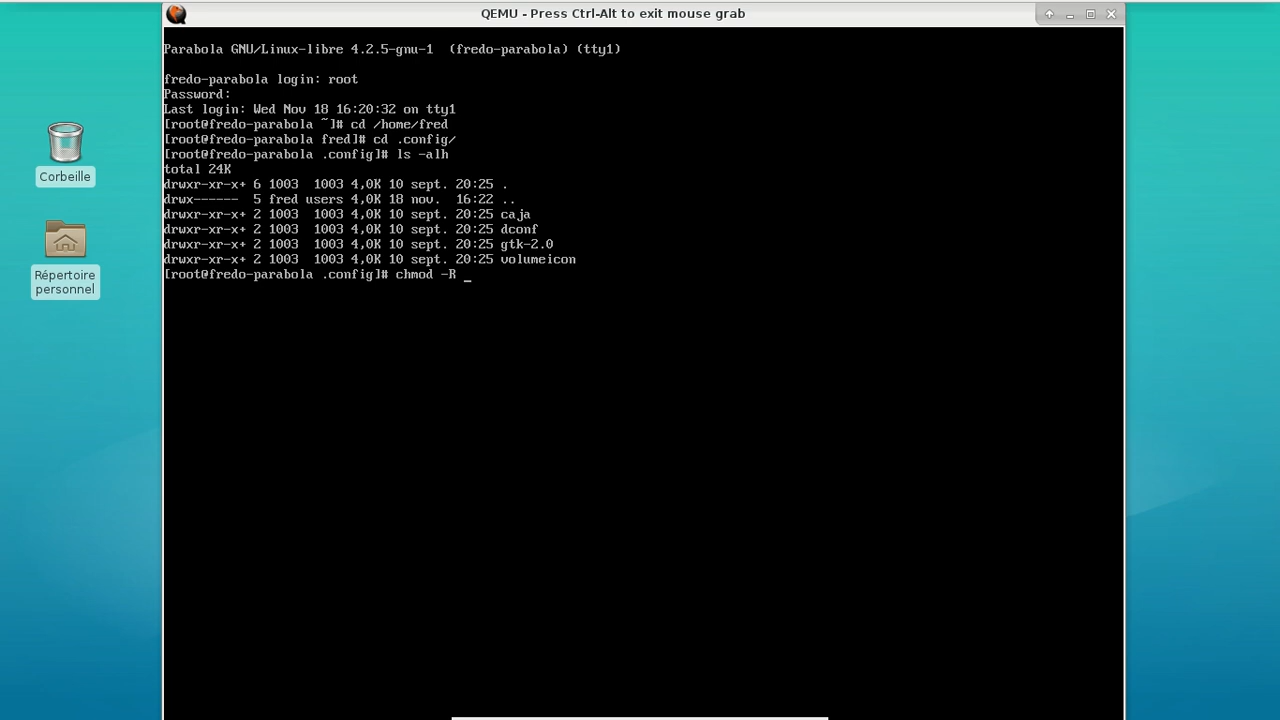 QEMU - Press Ctrl-Alt to exit mouse grab
Parabola GNU/Linux-libre 4.2.5-gnu-1  (fredo-parabola) (tty1)
fredo-parabola login: root
Password:
Last login: Wed Nov 18 16:20:32 on tty1
[root@fredo-parabola ~]# cd /home/fred
[root@fredo-parabola fred]# cd .config/
[root@fredo-parabola .config]# ls -alh
total 24K
drwxr-xr-x+ 6 1003  1003 4,0K 10 sept. 20:25 .
drwx------  5 fred users 4,0K 18 nov.  16:22 ..
drwxr-xr-x+ 2 1003  1003 4,0K 10 sept. 20:25 caja
drwxr-xr-x+ 2 1003  1003 4,0K 10 sept. 20:25 dconf
drwxr-xr-x+ 2 1003  1003 4,0K 10 sept. 20:25 gtk-2.0
drwxr-xr-x+ 2 1003  1003 4,0K 10 sept. 20:25 volumeicon
[root@fredo-parabola .config]# chmod -R _
Corbeille
Répertoire
personnel